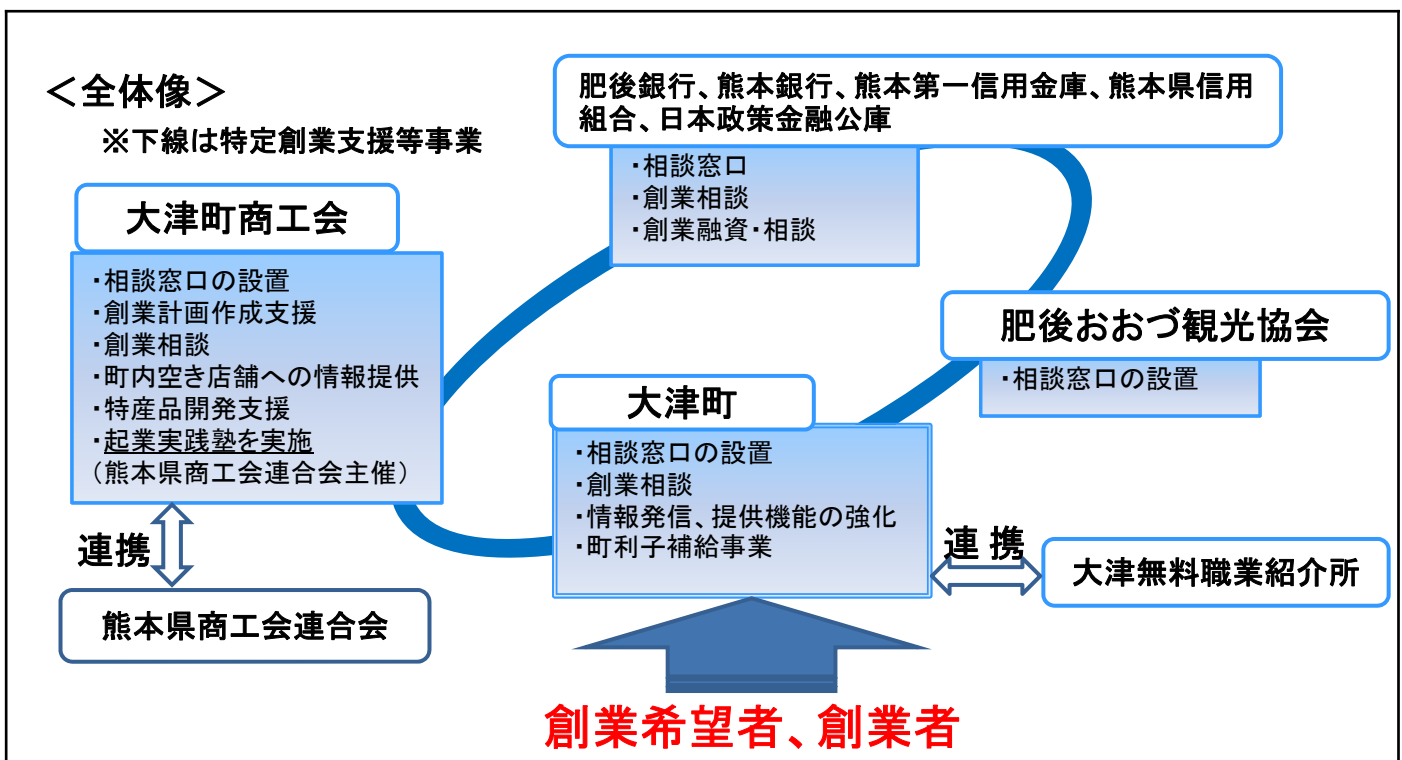 ＜全体像＞
※下線は特定創業支援等事業
肥後銀行、熊本銀行、熊本第一信用金庫、熊本県信用
組合、日本政策金融公庫
・相談窓口
・創業相談
・創業融資・相談
大津町商工会
・相談窓口の設置
・創業計画作成支援
・創業相談
・町内空き店舗への情報提供
・特産品開発支援
・起業実践塾を実施
（熊本県商工会連合会主催）
肥後おおづ観光協会
・相談窓口の設置
大津町
・相談窓口の設置
・創業相談
・情報発信、提供機能の強化
・町利子補給事業
連携
熊本県商工会連合会
連 携
大津無料職業紹介所
創業希望者、創業者